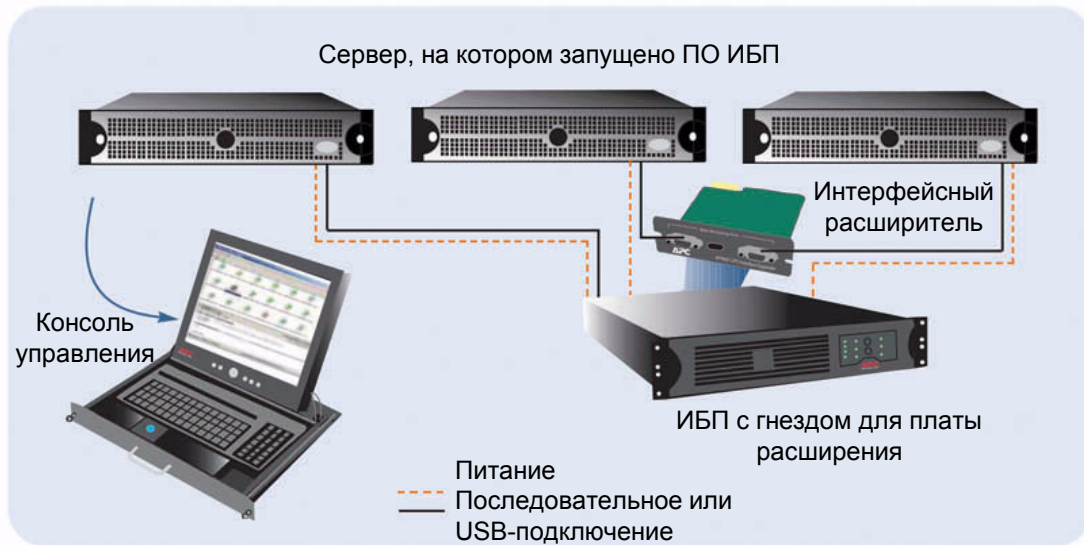 Сервер, на котором запущено ПО ИБП
Интерфейсный
расширитель
APC
Консоль
управления
ИБП с гнездом для платы
расширения
Питание
Последовательное или
USB-подключение